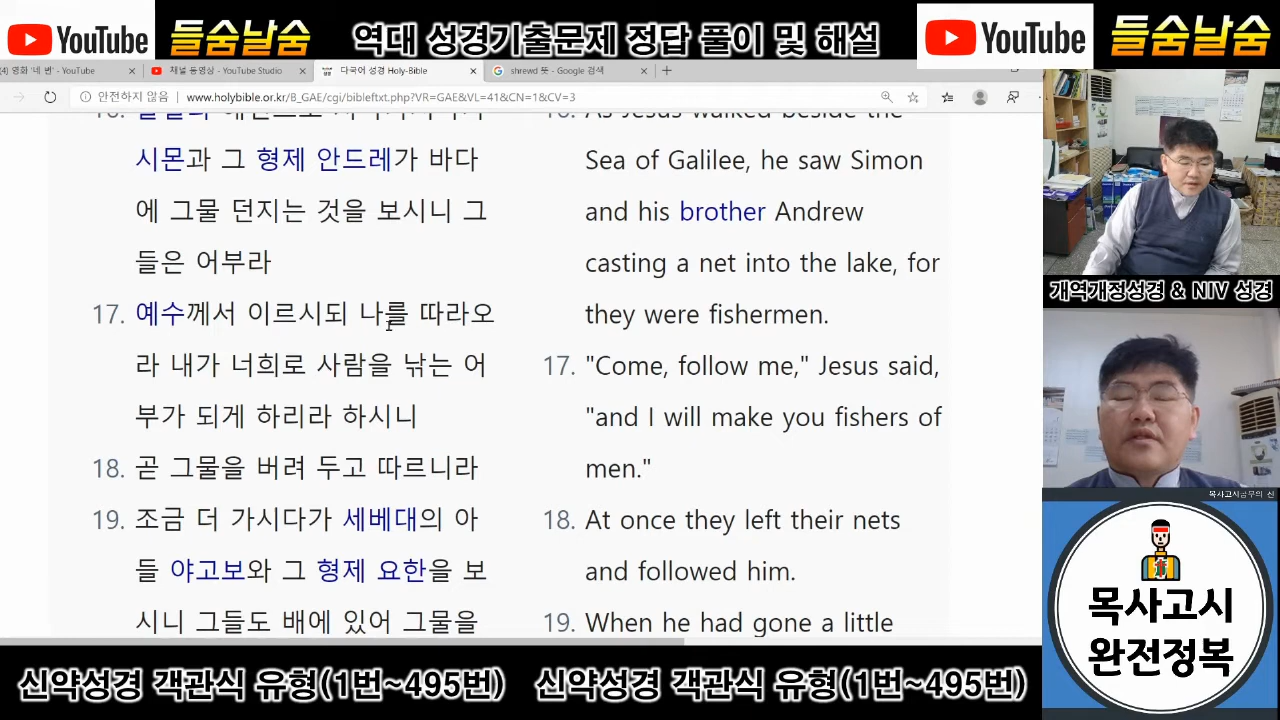 YouTube 들숨날숨 역대 성경기출문제 정답 풀이 및 해설 YouTube 들숨날숨
4) 영화 '네 번' - YouTube 채널 동영상 - YouTube Studio 다국어 성경 Holy-Bible shrewd 뜻 - Google 검색
안전하지 않음 www.holybible.or.kr/B_GAE/cgi/bibleftxt.php?VR=GAE&VL=41&CN=1&CV=3
시몬과 그 형제 안드레가 바다
에 그물 던지는 것을 보시니 그
들은 어부라
17. 예수께서 이르시되 나를 따라오
라 내가 너희로 사람을 낚는 어
부가 되게 하리라 하시니
18. 곧 그물을 버려 두고 따르니라
19. 조금 더 가시다가 세베대의 아
들 야고보와 그 형제 요한을 보
시니 그들도 배에 있어 그물을
16. As Jesus walked beside the
Sea of Galilee, he saw Simon
and his brother Andrew
casting a net into the lake, for
they were fishermen.
17. "Come, follow me," Jesus said,
"and I will make you fishers of
men."
18. At once they left their nets
and followed him.
19. When he had gone a little
개역개정성경 & NIV 성경
목사고시
완전정복
신약성경 객관식 유형(1번~495번) 신약성경 객관식 유형(1번~495번)